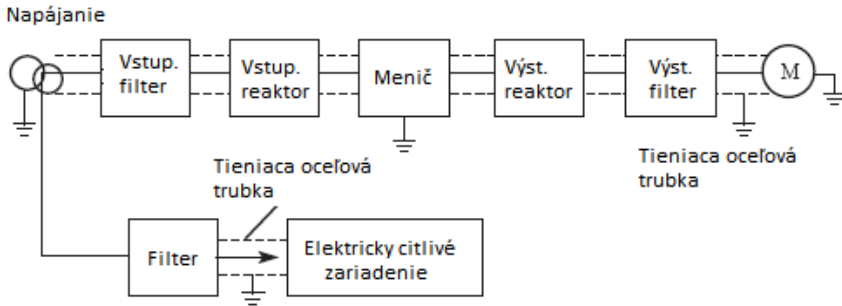 Napájanie
Vstup.
filter
Vstup.
reaktor
Menič
Výst.
reaktor
Výst.
filter
M
Tieniaca oceľová
trubka
Tieniaca oceľová
trubka
Filter
Elektricky citlivé
zariadenie